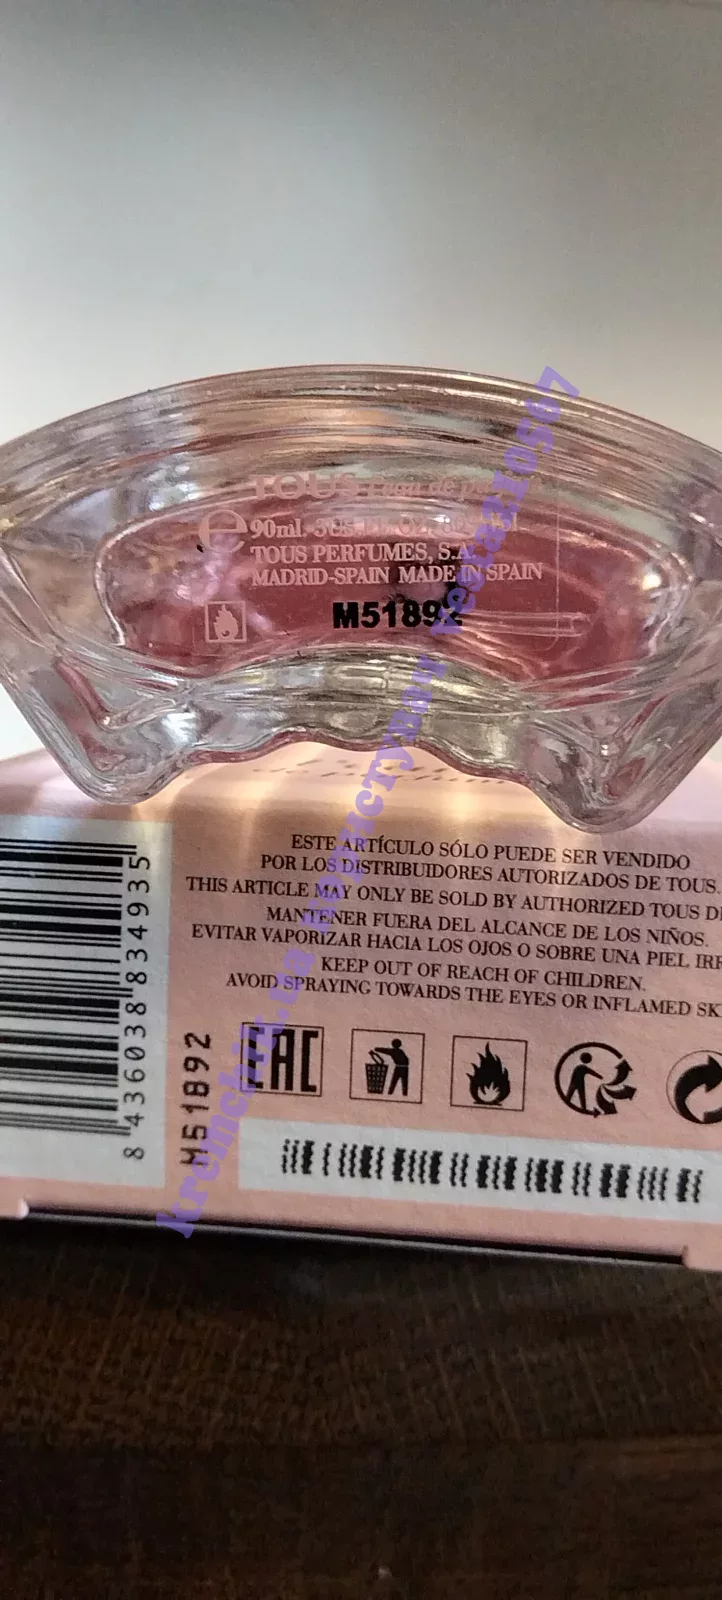 TOUS l'eau de
90ml.
TOUS PERFUMES, S.A.
MADRID-SPAIN MADE IN SPAIN
M51892
ESTE ARTÍCULO SÓLO PUEDE SER VENDIDO
POR LOS DISTRIBUIDORES AUTORIZADOS DE TOUS.
THIS ARTICLE MAY ONLY BE SOLD BY AUTHORIZED TOUS
MANTENER FUERA DEL ALCANCE DE LOS NIÑOS.
EVITAR VAPORIZAR HACIA LOS OJOS O SOBRE UNA PIEL
KEEP OUT OF REACH OF CHILDREN.
AVOID SPRAYING TOWARDS THE EYES OR INFLAMED
8 436038 834935
M51892
EAC